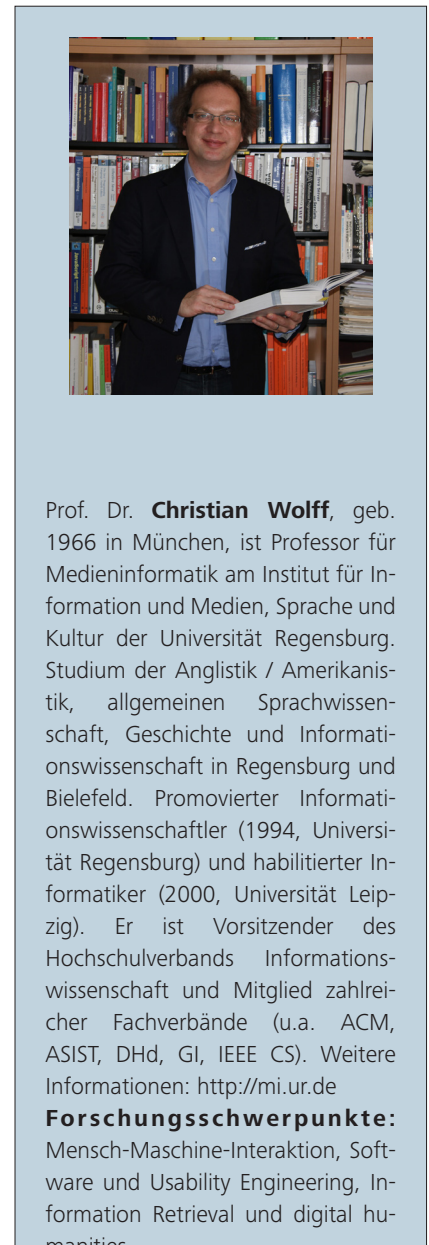 Prof. Dr. Christian Wolff, geb.
1966 in München, ist Professor für
Medieninformatik am Institut für In-
formation und Medien, Sprache und
Kultur der Universität Regensburg.
Studium der Anglistik / Amerikanis-
tik, allgemeinen Sprachwissen-
schaft, Geschichte und Informati-
onswissenschaft in Regensburg und
Bielefeld. Promovierter Informati-
onswissenschaftler (1994, Universi-
tät Regensburg) und habilitierter In-
formatiker (2000, Universität Leip-
zig). Er ist Vorsitzender des
Hochschulverbands Informations-
wissenschaft und Mitglied zahlrei-
cher Fachverbände (u.a. ACM,
ASIST, DHd, GI, IEEE CS). Weitere
Informationen: http://mi.ur.de
Forschungsschwerpunkte:
Mensch-Maschine-Interaktion, Soft-
ware und Usability Engineering, In-
formation Retrieval und digital hu-
manities